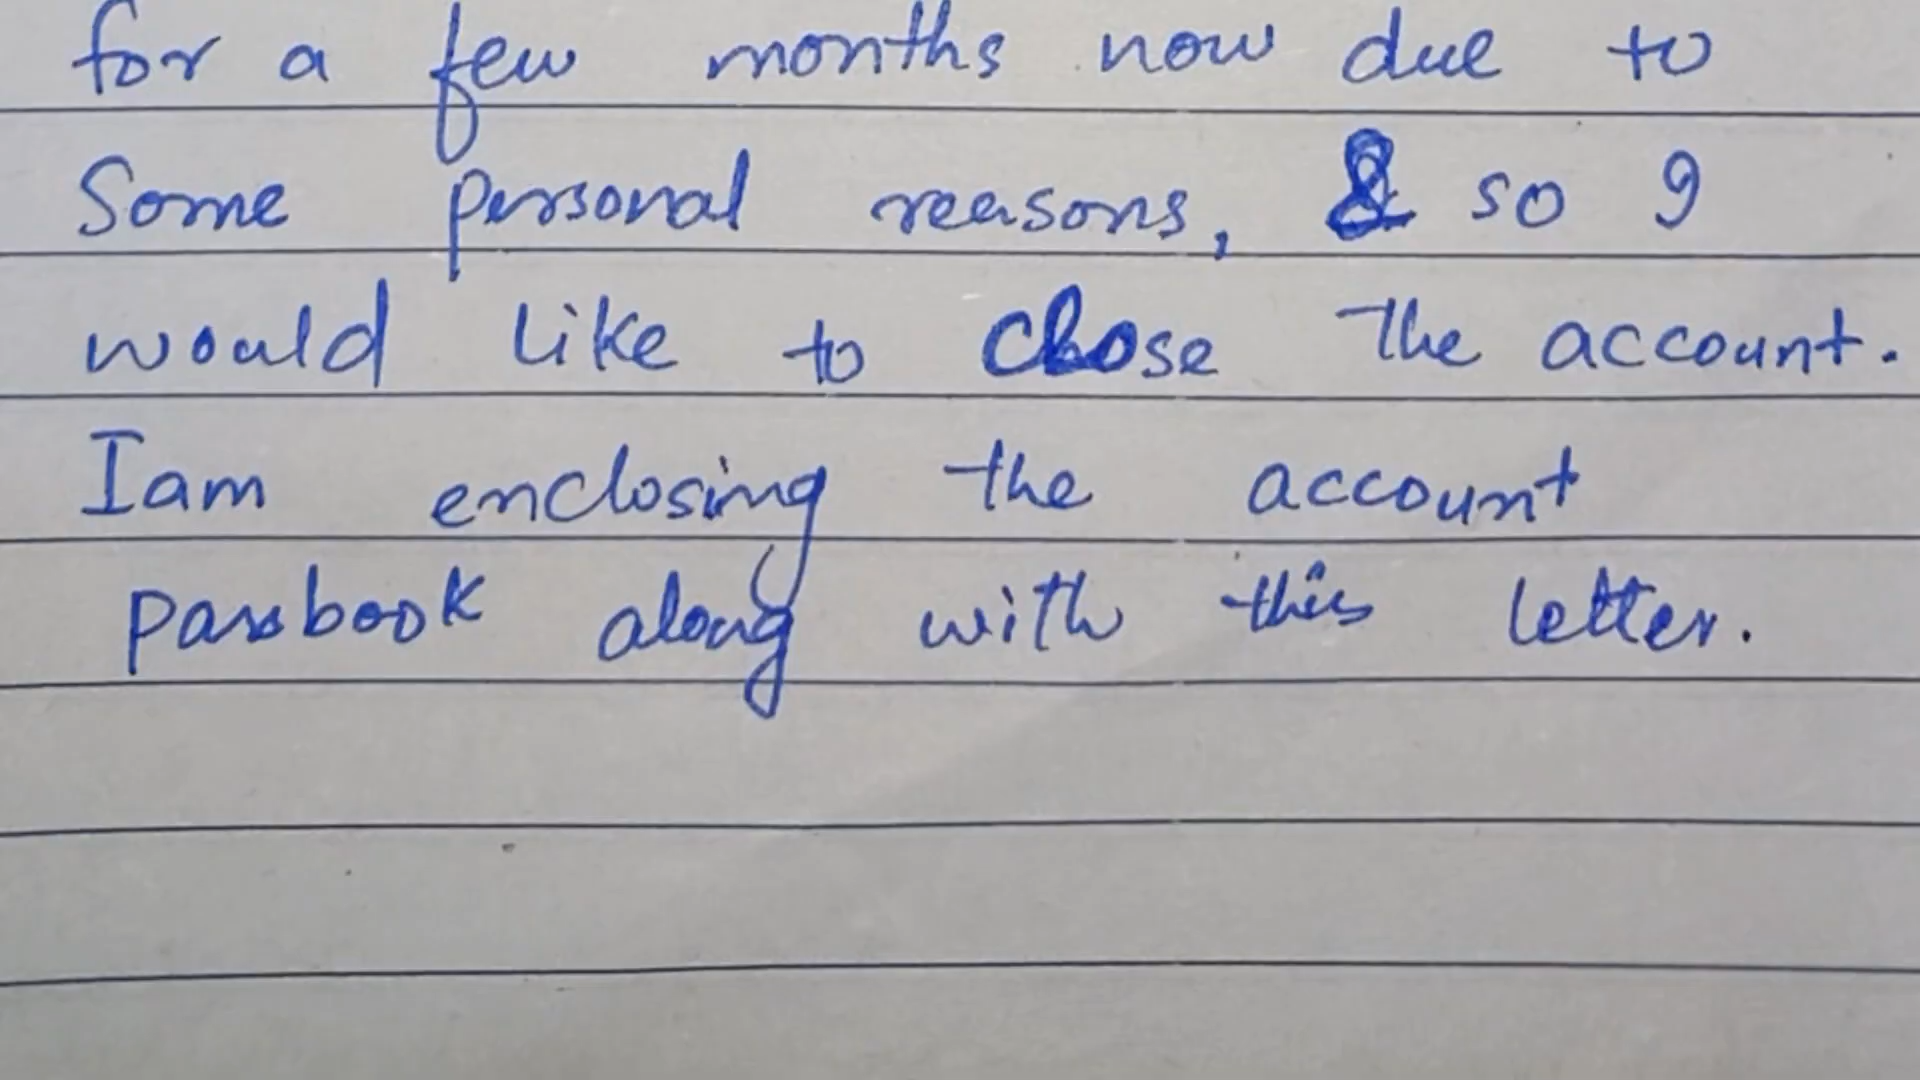 for a few months now due to
Some personal reasons, & so I
would like to close the account.
I am enclosing the account
passbook along with this letter.